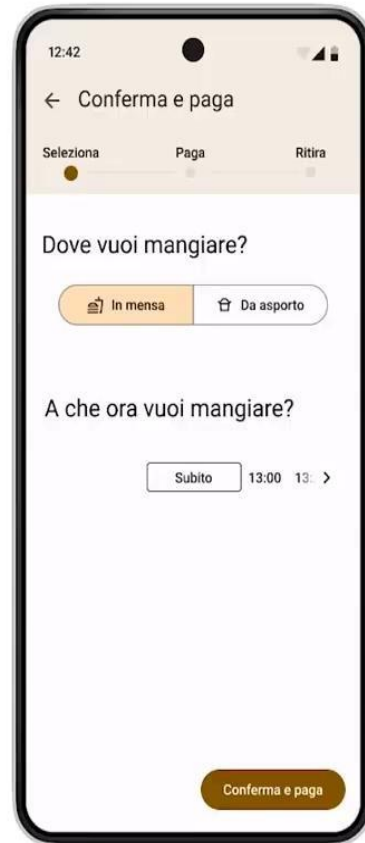 12:42
Conferma e paga
Seleziona Paga Ritira
Dove vuoi mangiare?
In mensa Da asporto
A che ora vuoi mangiare?
Subito 13:00 13:
Conferma e paga